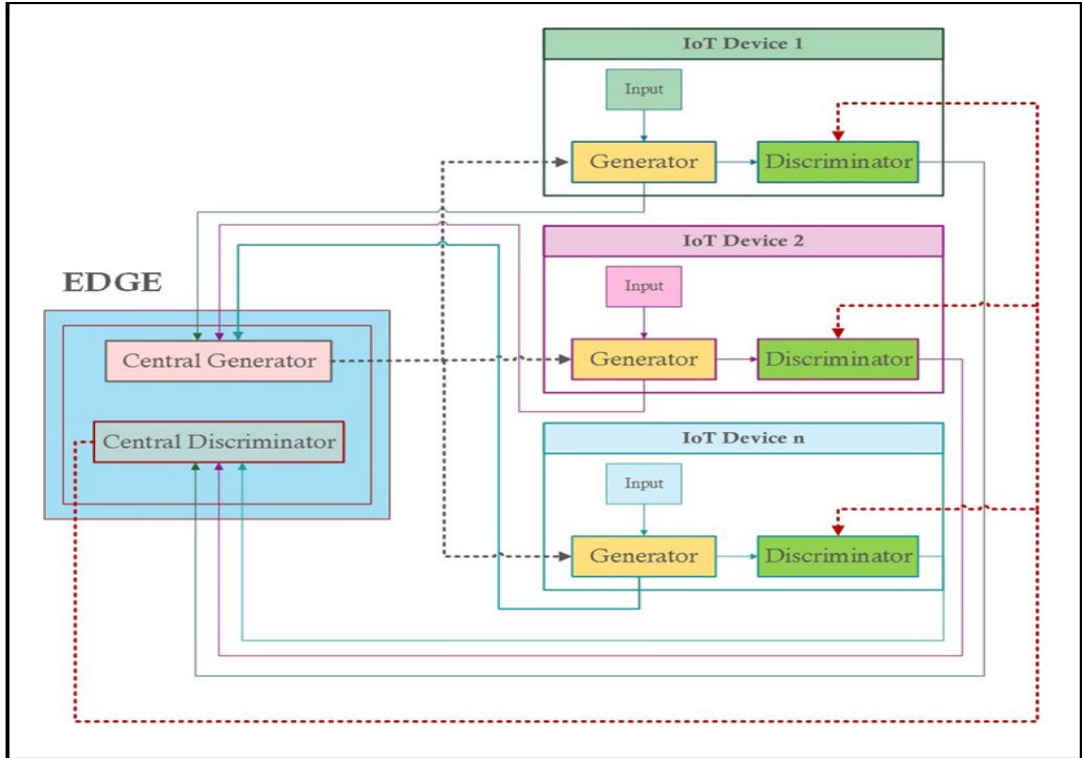 IoT Device 1
Input
Generator
Discriminator
IoT Device 2
Input
Generator
Discriminator
EDGE
Central Generator
Central Discriminator
IoT Device n
Input
Generator
Discriminator